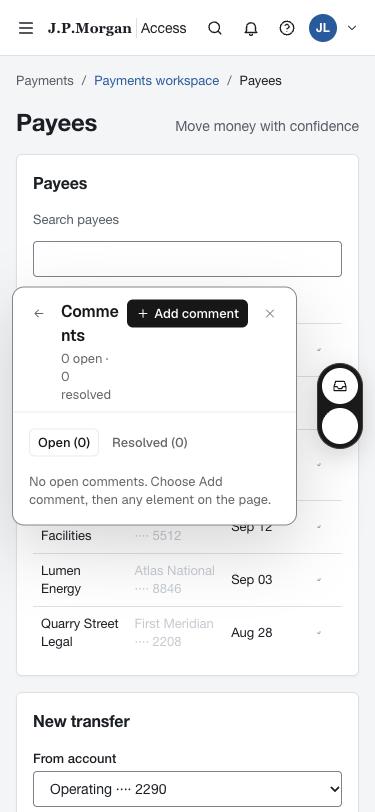 J.P.Morgan Access
JL
Payments / Payments workspace / Payees
Payees
Move money with confidence
Payees
Search payees
Comme
nts
Add comment
0 open ·
0
resolved
Open (0)
Resolved (0)
No open comments. Choose Add
comment, then any element on the page.
Facilities
···· 5512
Sep 12
Lumen
Energy
Atlas National
···· 8846
Sep 03
Quarry Street
Legal
First Meridian
···· 2208
Aug 28
New transfer
From account
Operating ···· 2290